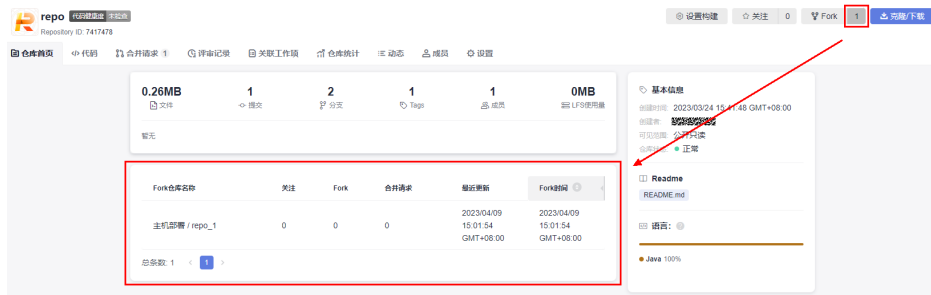 repo 代码健康度 未检查
Repository ID: 7417478
设置构建 关注 0 Fork 1 克隆/下载
仓库首页 代码 合并请求 1 评审记录 关联工作项 仓库统计 动态 成员 设置
0.26MB 1 2 1 1 0MB
文件 提交 分支 Tags 成员 LFS使用量
暂无
基本信息
创建时间: 2023/03/24 15:41:48 GMT+08:00
创建者:
可见范围: 公开只读
仓库状态: 正常
Readme
README.md
语言:
Java 100%
Fork仓库名称 关注 Fork 合并请求 最近更新 Fork时间
主机部署 / repo_1 0 0 0 2023/04/09 15:01:54 GMT+08:00 2023/04/09 15:01:54 GMT+08:00
总条数: 1 < 1 >